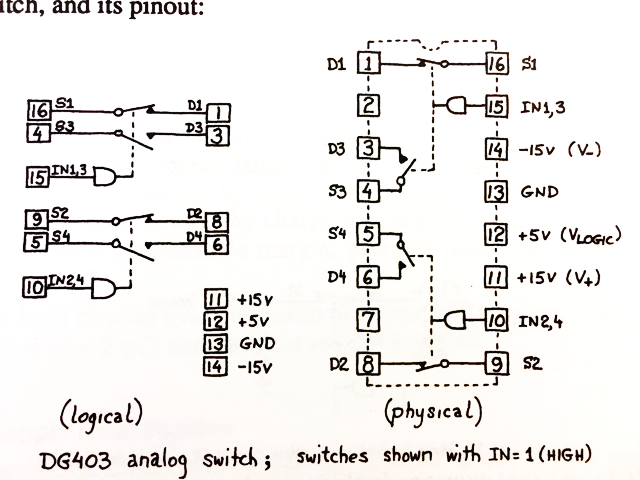 itch, and its pinout:
16 S1 D1 1
4 S3 D3 3
15 IN1,3
9 S2 D2 8
5 S4 D4 6
10 IN2,4
11 +15v
12 +5v
13 GND
14 -15v
(logical)
D1 1 16 S1
2 15 IN1,3
D3 3 14 -15v (V-)
S3 4 13 GND
S4 5 12 +5v (VLOGIC)
D4 6 11 +15v (V+)
7 10 IN2,4
D2 8 9 S2
(physical)
DG403 analog switch; switches shown with IN=1 (HIGH)